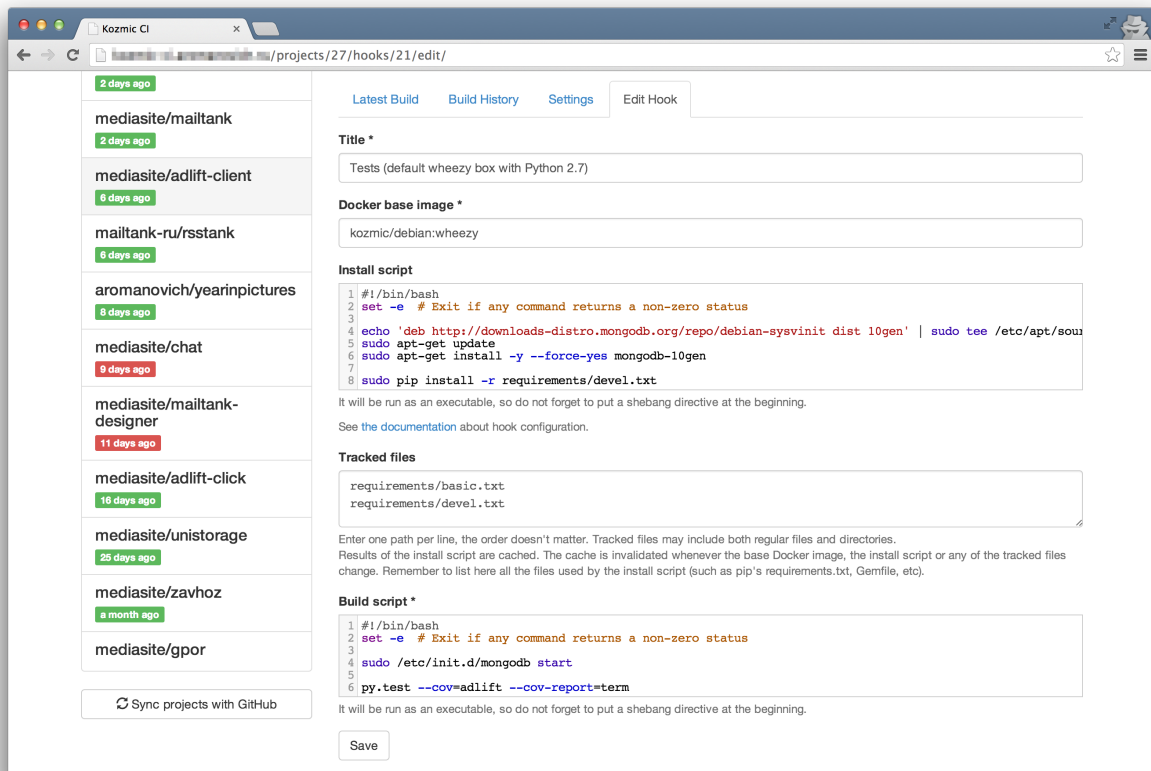 Kozmic CI
/projects/27/hooks/21/edit/
2 days ago
mediasite/mailtank
2 days ago
mediasite/adlift-client
6 days ago
mailtank-ru/rsstank
6 days ago
aromanovich/yearinpictures
8 days ago
mediasite/chat
9 days ago
mediasite/mailtank-
designer
11 days ago
mediasite/adlift-click
16 days ago
mediasite/unistorage
25 days ago
mediasite/zavhoz
a month ago
mediasite/gpor
Sync projects with GitHub
Latest Build Build History Settings Edit Hook
Title *
Tests (default wheezy box with Python 2.7)
Docker base image *
kozmic/debian:wheezy
Install script
1 #!/bin/bash
2 set -e  # Exit if any command returns a non-zero status
3
4 echo 'deb http://downloads-distro.mongodb.org/repo/debian-sysvinit dist 10gen' | sudo tee /etc/apt/sour
5 sudo apt-get update
6 sudo apt-get install -y --force-yes mongodb-10gen
7
8 sudo pip install -r requirements/devel.txt
It will be run as an executable, so do not forget to put a shebang directive at the beginning.
See the documentation about hook configuration.
Tracked files
requirements/basic.txt
requirements/devel.txt
Enter one path per line, the order doesn't matter. Tracked files may include both regular files and directories.
Results of the install script are cached. The cache is invalidated whenever the base Docker image, the install script or any of the tracked files
change. Remember to list here all the files used by the install script (such as pip's requirements.txt, Gemfile, etc).
Build script *
1 #!/bin/bash
2 set -e  # Exit if any command returns a non-zero status
3
4 sudo /etc/init.d/mongodb start
5
6 py.test --cov=adlift --cov-report=term
It will be run as an executable, so do not forget to put a shebang directive at the beginning.
Save